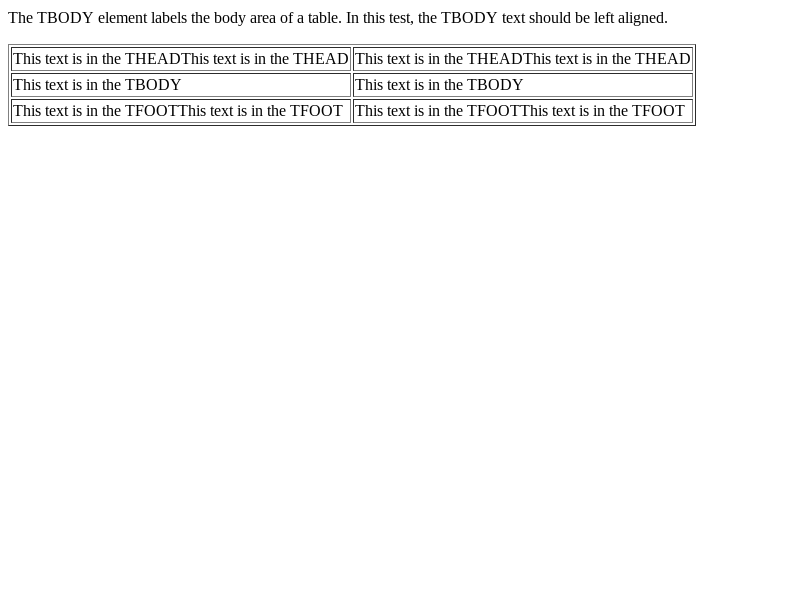 The TBODY element labels the body area of a table. In this test, the TBODY text should be left aligned.
This text is in the THEADThis text is in the THEAD This text is in the THEADThis text is in the THEAD
This text is in the TBODY This text is in the TBODY
This text is in the TFOOTThis text is in the TFOOT This text is in the TFOOTThis text is in the TFOOT